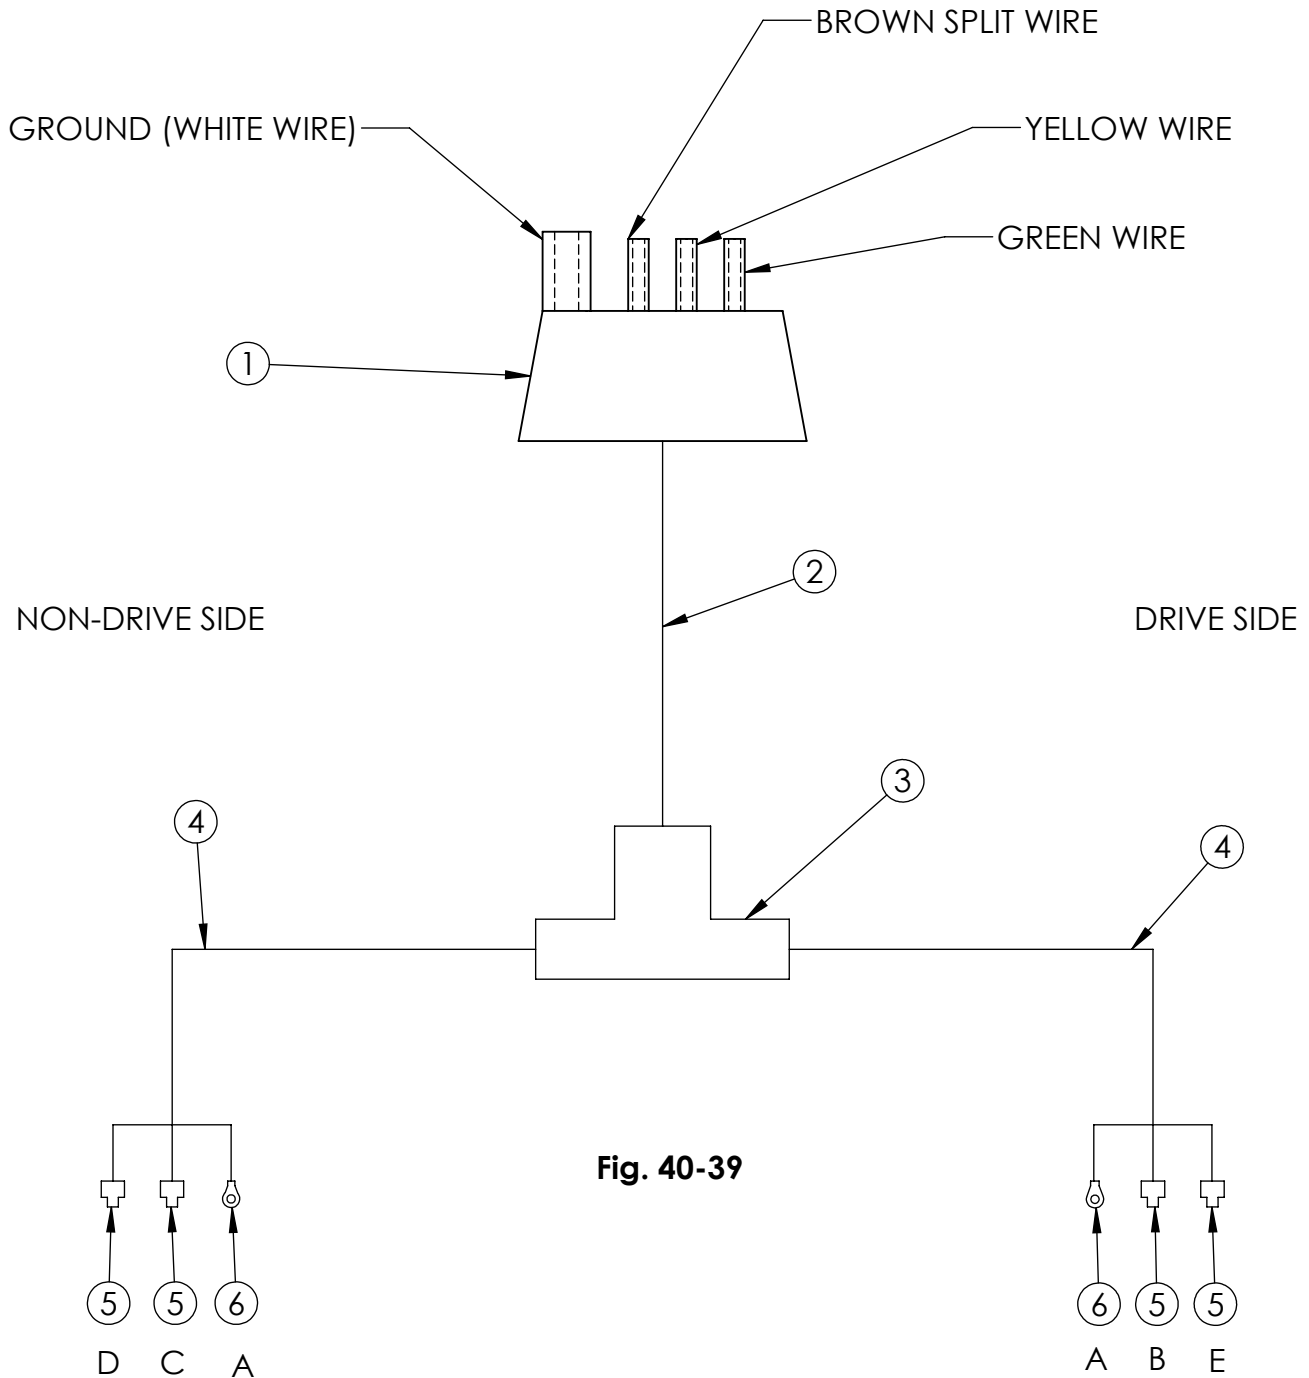 BROWN SPLIT WIRE
GROUND (WHITE WIRE)
YELLOW WIRE
GREEN WIRE
1
2
NON-DRIVE SIDE
DRIVE SIDE
3
4
4
Fig. 40-39
5 5 6
6 5 5
D C A
A B E